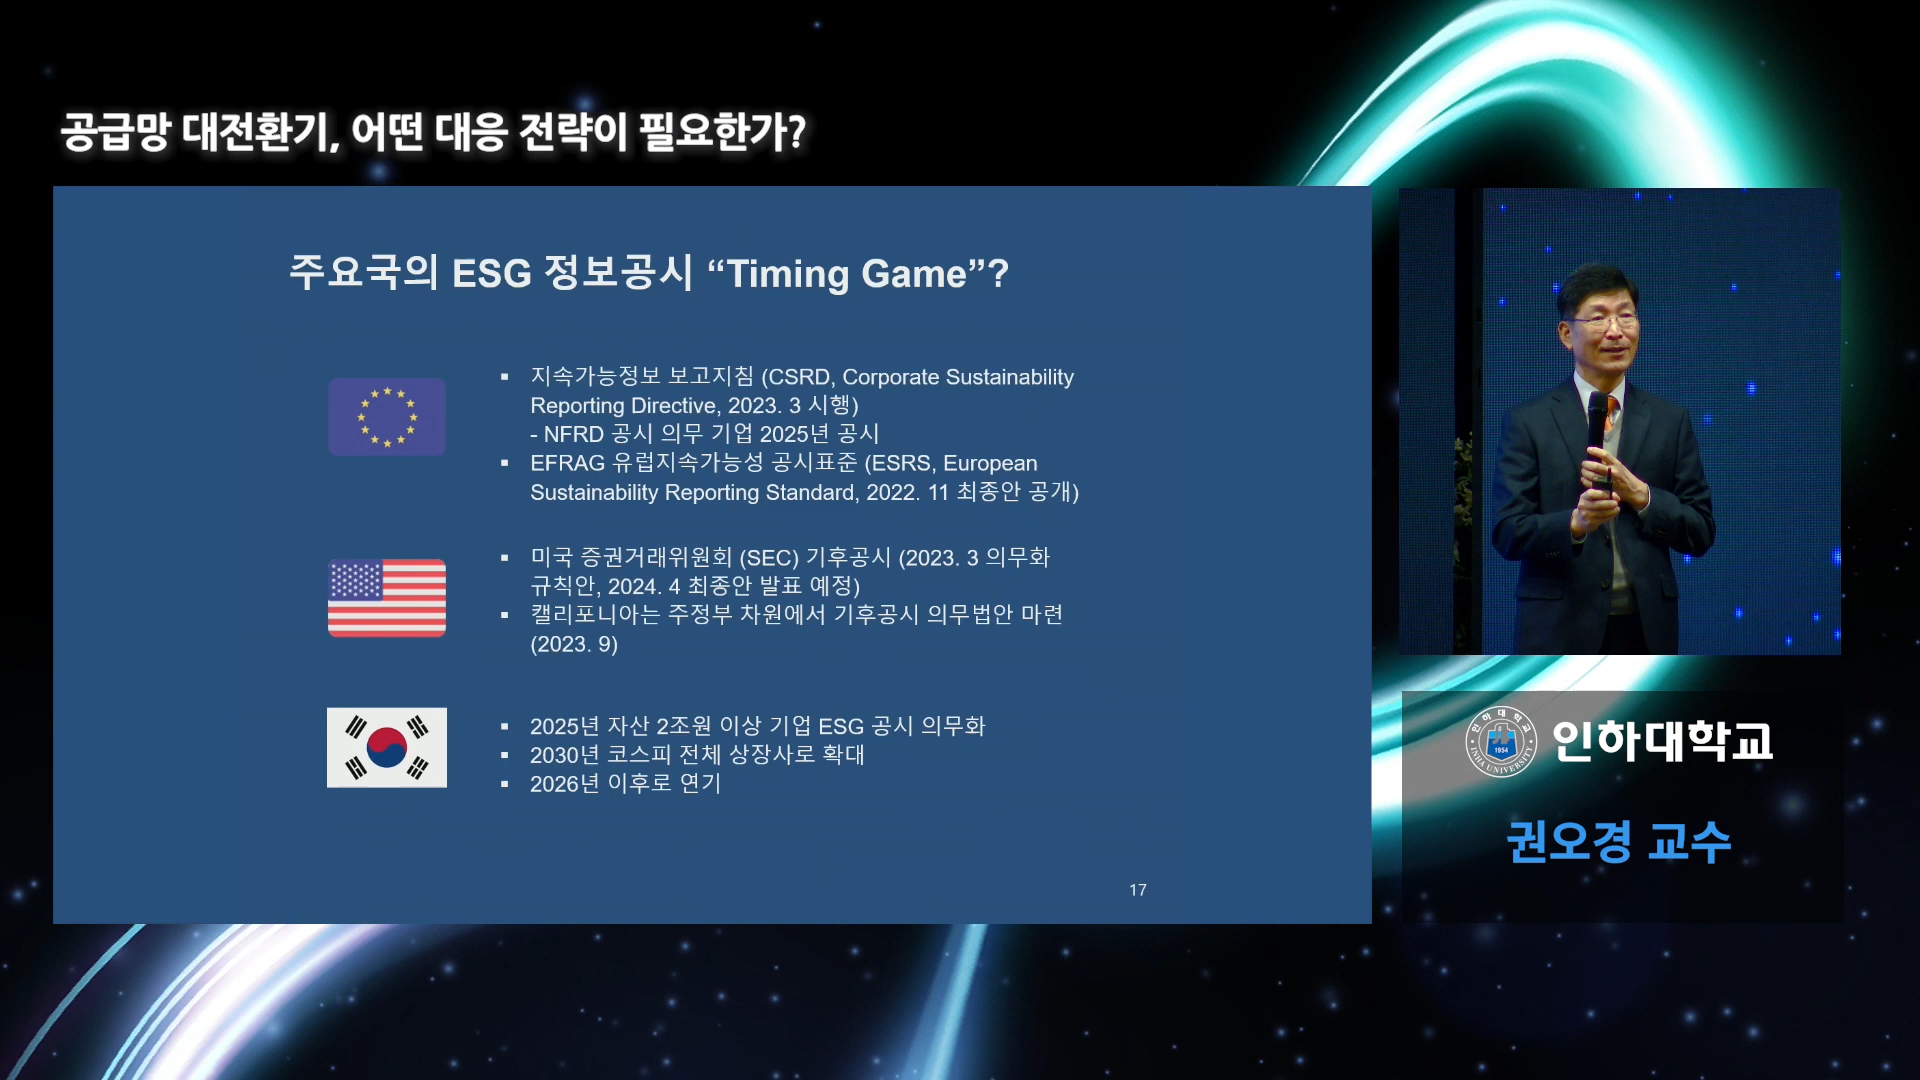 공급망 대전환기, 어떤 대응 전략이 필요한가?
주요국의 ESG 정보공시 “Timing Game”?
▪ 지속가능정보 보고지침 (CSRD, Corporate Sustainability
Reporting Directive, 2023. 3 시행)
- NFRD 공시 의무 기업 2025년 공시
▪ EFRAG 유럽지속가능성 공시표준 (ESRS, European
Sustainability Reporting Standard, 2022. 11 최종안 공개)
▪ 미국 증권거래위원회 (SEC) 기후공시 (2023. 3 의무화
규칙안, 2024. 4 최종안 발표 예정)
▪ 캘리포니아는 주정부 차원에서 기후공시 의무법안 마련
(2023. 9)
▪ 2025년 자산 2조원 이상 기업 ESG 공시 의무화
▪ 2030년 코스피 전체 상장사로 확대
▪ 2026년 이후로 연기
17
인하대학교
1954
INHA UNIVERSITY
인하대학교
권오경 교수